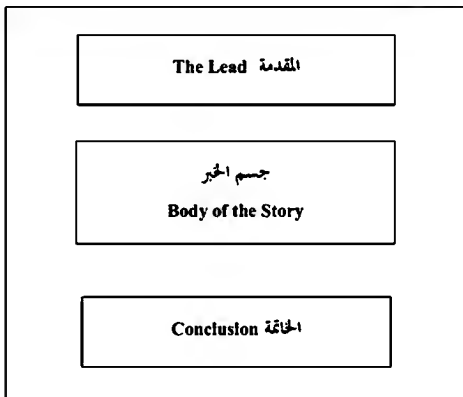 The Lead المقدمة
جسم الخبر
Body of the Story
Conclusion الخاتمة